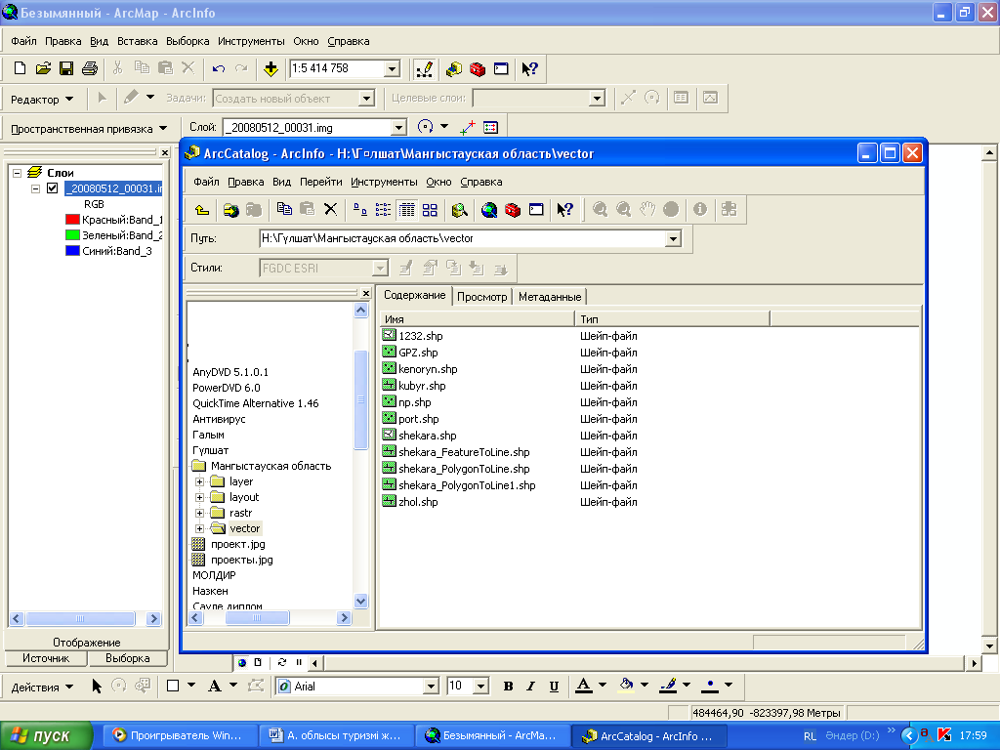 Безымянный - ArcMap - ArcInfo
Файл Правка Вид Вставка Выборка Инструменты Окно Справка
1:5 414 758
Редактор Задачи: Создать новый объект Целевые слои:
Пространственная привязка Слой: _20080512_00031.img
Слои
_20080512_00031.im
RGB
Красный:Band_1
Зеленый:Band_2
Синий:Band_3
Отображение
Источник Выборка
ArcCatalog - ArcInfo - H:\Г¤лшат\Мангыстауская область\vector
Файл Правка Вид Перейти Инструменты Окно Справка
Путь: H:\Гүлшат\Мангыстауская область\vector
Стили: FGDC ESRI
AnyDVD 5.1.0.1
PowerDVD 6.0
QuickTime Alternative 1.46
Антивирус
Галым
Гүлшат
Мангыстауская область
layer
layout
rastr
vector
проект.jpg
проекты.jpg
МОЛДИР
Назкен
Сауле диплом
Содержание Просмотр Метаданные
Имя Тип
1232.shp Шейп-файл
GPZ.shp Шейп-файл
kenoryn.shp Шейп-файл
kubyr.shp Шейп-файл
np.shp Шейп-файл
port.shp Шейп-файл
shekara.shp Шейп-файл
shekara_FeatureToLine.shp Шейп-файл
shekara_PolygonToLine.shp Шейп-файл
shekara_PolygonToLine1.shp Шейп-файл
zhol.shp Шейп-файл
Действия A Arial 10 B I U A
484464,90 -823397,98 Метры
пуск Проигрыватель Win... А. облысы туризмі ж... Безымянный - ArcMa... ArcCatalog - ArcInfo ... RL Әндер (D:) 17:59